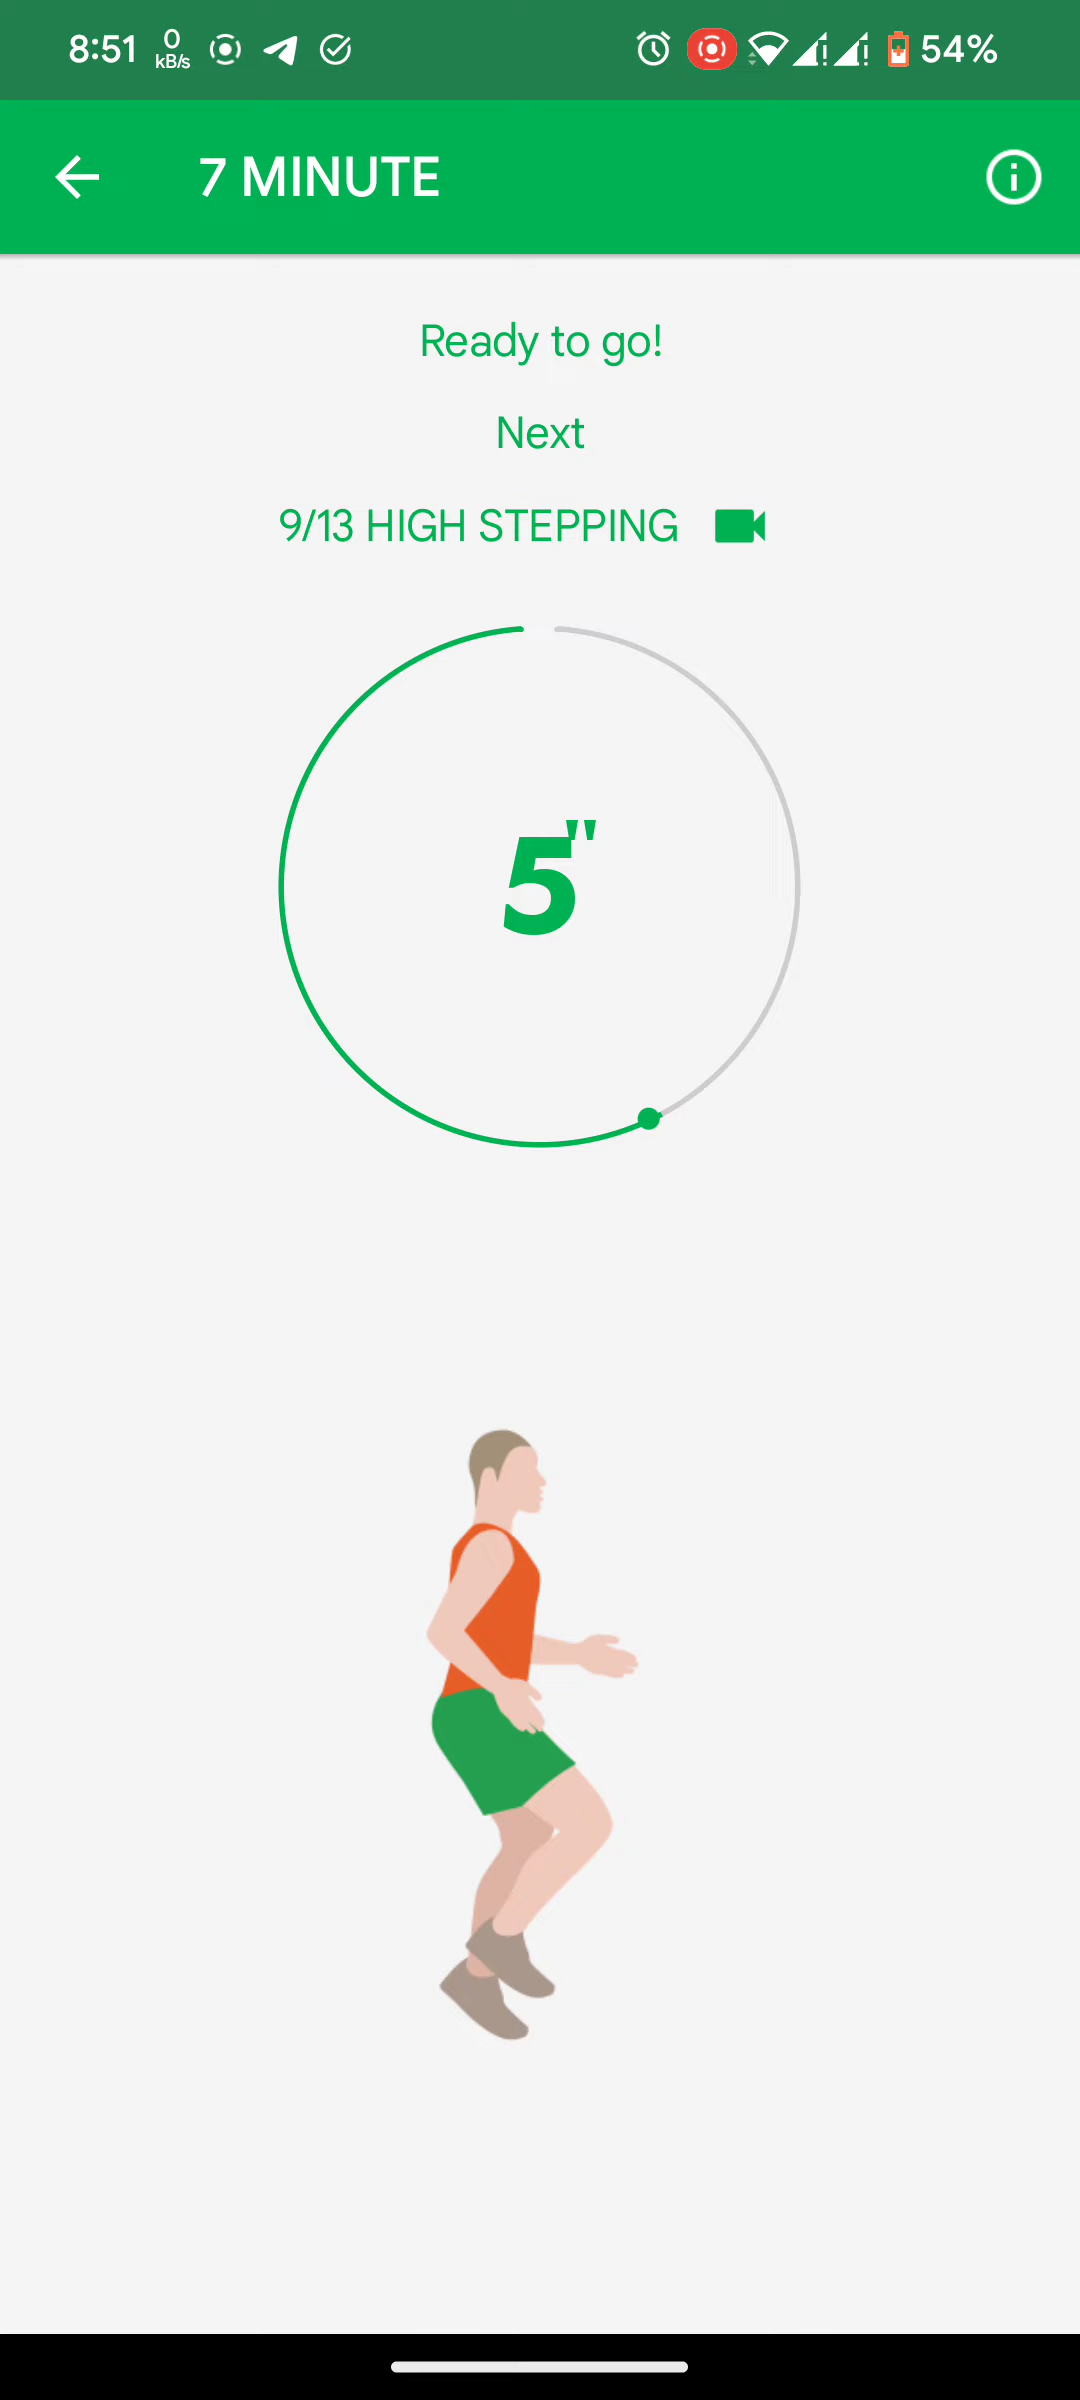 8:51 0 kB/s 54%
7 MINUTE
Ready to go!
Next
9/13 HIGH STEPPING
5"